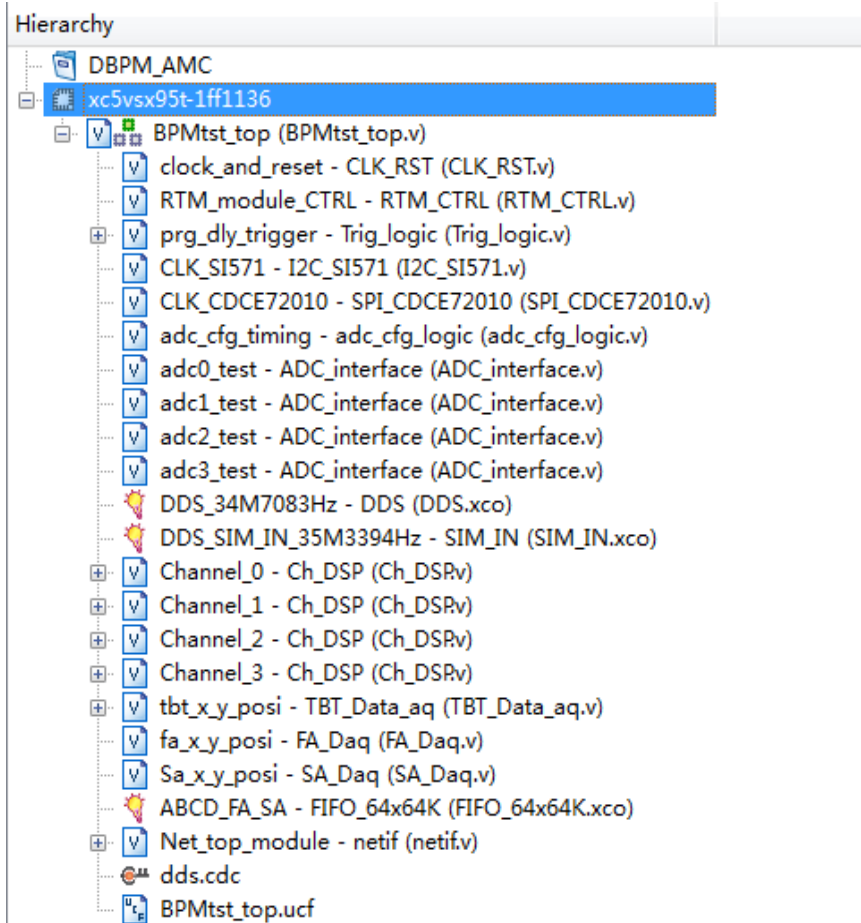 Hierarchy
DBPM_AMC
xc5vsx95t-1ff1136
BPMtst_top (BPMtst_top.v)
clock_and_reset - CLK_RST (CLK_RST.v)
RTM_module_CTRL - RTM_CTRL (RTM_CTRL.v)
prg_dly_trigger - Trig_logic (Trig_logic.v)
CLK_SI571 - I2C_SI571 (I2C_SI571.v)
CLK_CDCE72010 - SPI_CDCE72010 (SPI_CDCE72010.v)
adc_cfg_timing - adc_cfg_logic (adc_cfg_logic.v)
adc0_test - ADC_interface (ADC_interface.v)
adc1_test - ADC_interface (ADC_interface.v)
adc2_test - ADC_interface (ADC_interface.v)
adc3_test - ADC_interface (ADC_interface.v)
DDS_34M7083Hz - DDS (DDS.xco)
DDS_SIM_IN_35M3394Hz - SIM_IN (SIM_IN.xco)
Channel_0 - Ch_DSP (Ch_DSP.v)
Channel_1 - Ch_DSP (Ch_DSP.v)
Channel_2 - Ch_DSP (Ch_DSP.v)
Channel_3 - Ch_DSP (Ch_DSP.v)
tbt_x_y_posi - TBT_Data_aq (TBT_Data_aq.v)
fa_x_y_posi - FA_Daq (FA_Daq.v)
Sa_x_y_posi - SA_Daq (SA_Daq.v)
ABCD_FA_SA - FIFO_64x64K (FIFO_64x64K.xco)
Net_top_module - netif (netif.v)
dds.cdc
BPMtst_top.ucf